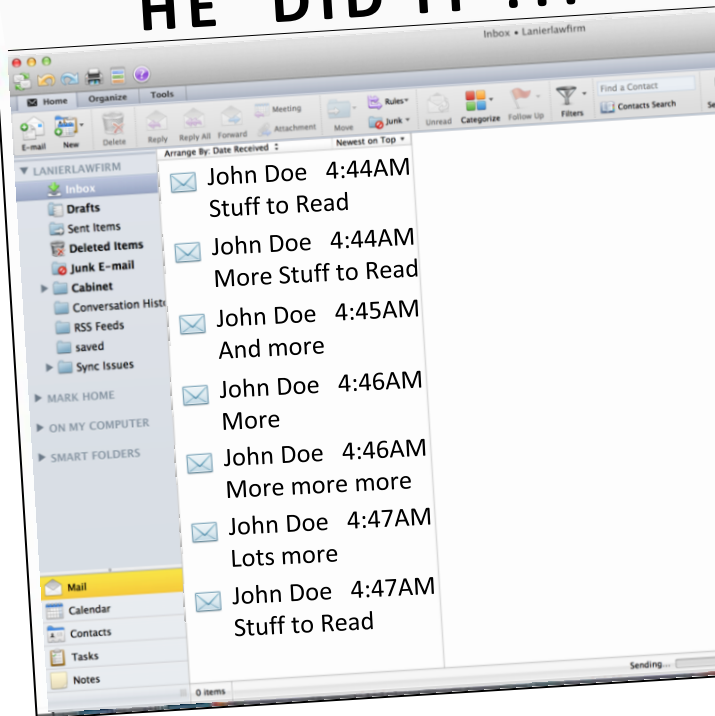 HE DID IT ...
Inbox • Lanierlawfirm
Home Organize Tools
E-mail New Delete Reply Reply All Forward Meeting Attachment Move Rules Junk Unread Categorize Follow Up Filters Find a Contact Contacts Search
Arrange By: Date Received Newest on Top
LANIERLAWFIRM
Inbox
Drafts
Sent Items
Deleted Items
Junk E-mail
Cabinet
Conversation Histo
RSS Feeds
saved
Sync Issues
MARK HOME
ON MY COMPUTER
SMART FOLDERS
Mail
Calendar
Contacts
Tasks
Notes
John Doe 4:44AM
Stuff to Read
John Doe 4:44AM
More Stuff to Read
John Doe 4:45AM
And more
John Doe 4:46AM
More
John Doe 4:46AM
More more more
John Doe 4:47AM
Lots more
John Doe 4:47AM
Stuff to Read
0 items
Sending...